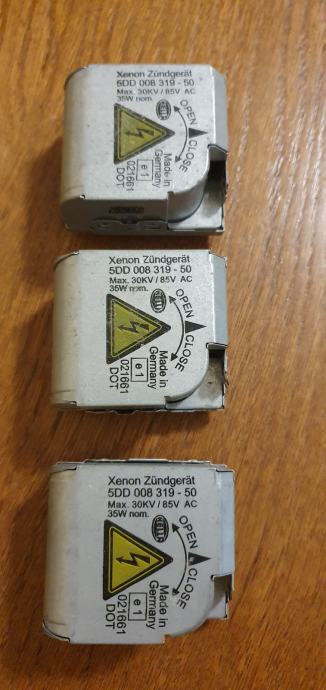 Xenon Zündgerät
5DD 008 319 - 50
Max. 30KV / 85V AC
35W nom.
OPEN
CLOSE
Made in
Germany
e 1
021661
DOT
Xenon Zündgerät
5DD 008 319 - 50
Max. 30KV / 85V AC
35W nom.
OPEN
CLOSE
Made in
Germany
e 1
021661
DOT
Xenon Zündgerät
5DD 008 319 - 50
Max. 30KV / 85V AC
35W nom.
OPEN
CLOSE
Made in
Germany
e 1
021661
DOT